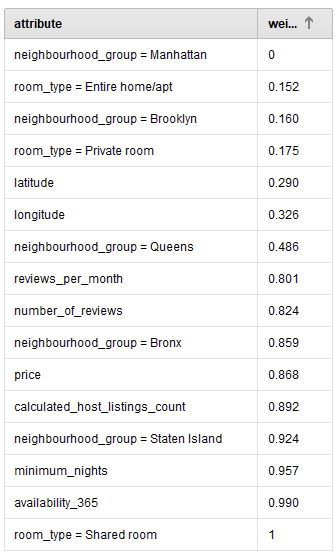 attribute wei... ↑
neighbourhood_group = Manhattan 0
room_type = Entire home/apt 0.152
neighbourhood_group = Brooklyn 0.160
room_type = Private room 0.175
latitude 0.290
longitude 0.326
neighbourhood_group = Queens 0.486
reviews_per_month 0.801
number_of_reviews 0.824
neighbourhood_group = Bronx 0.859
price 0.868
calculated_host_listings_count 0.892
neighbourhood_group = Staten Island 0.924
minimum_nights 0.957
availability_365 0.990
room_type = Shared room 1